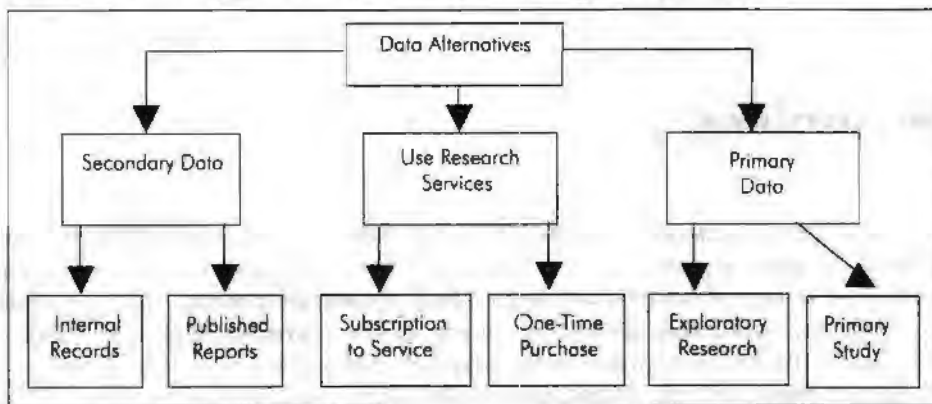 Data Alternatives
Secondary Data
Use Research
Services
Primary
Data
Internal
Records
Published
Reports
Subscription
to Service
One-Time
Purchase
Exploratory
Research
Primary
Study